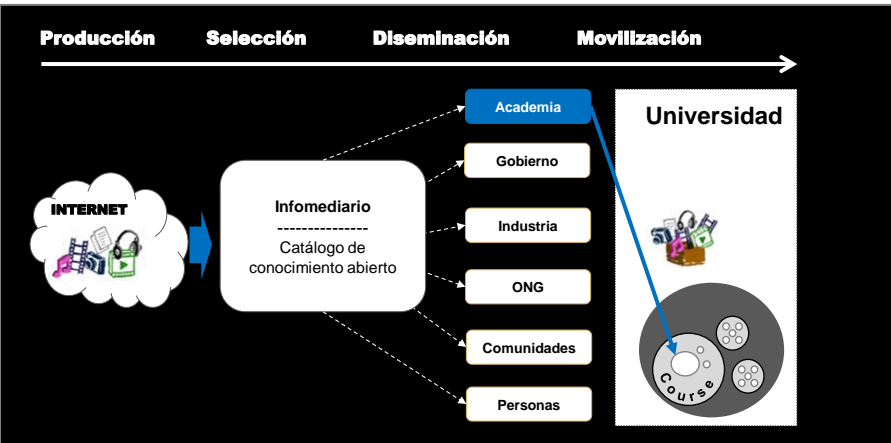 Producción Selección Diseminación Movilización
Academia
Universidad
Gobierno
INTERNET
Infomediario
---------------
Catálogo de
conocimiento abierto
Industria
ONG
Comunidades
Personas
Course